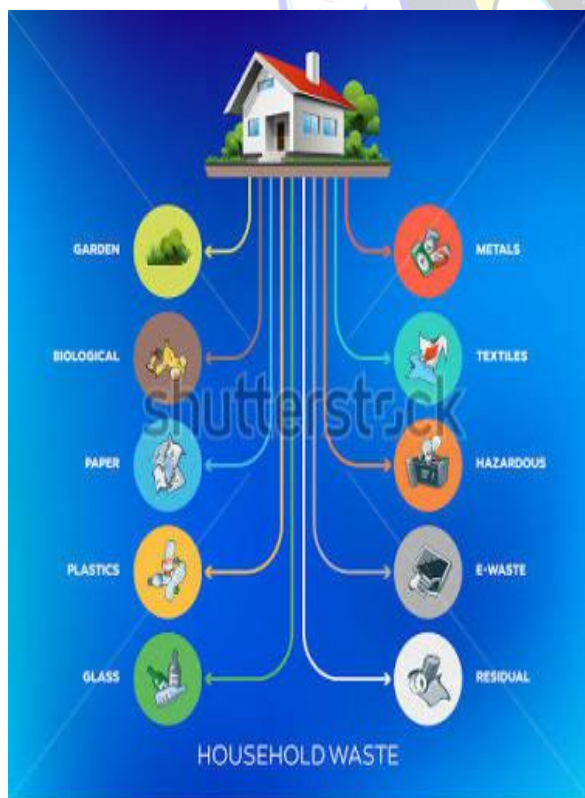 GARDEN
METALS
BIOLOGICAL
TEXTILES
shutterstock
PAPER
HAZARDOUS
PLASTICS
E-WASTE
GLASS
RESIDUAL
HOUSEHOLD WASTE